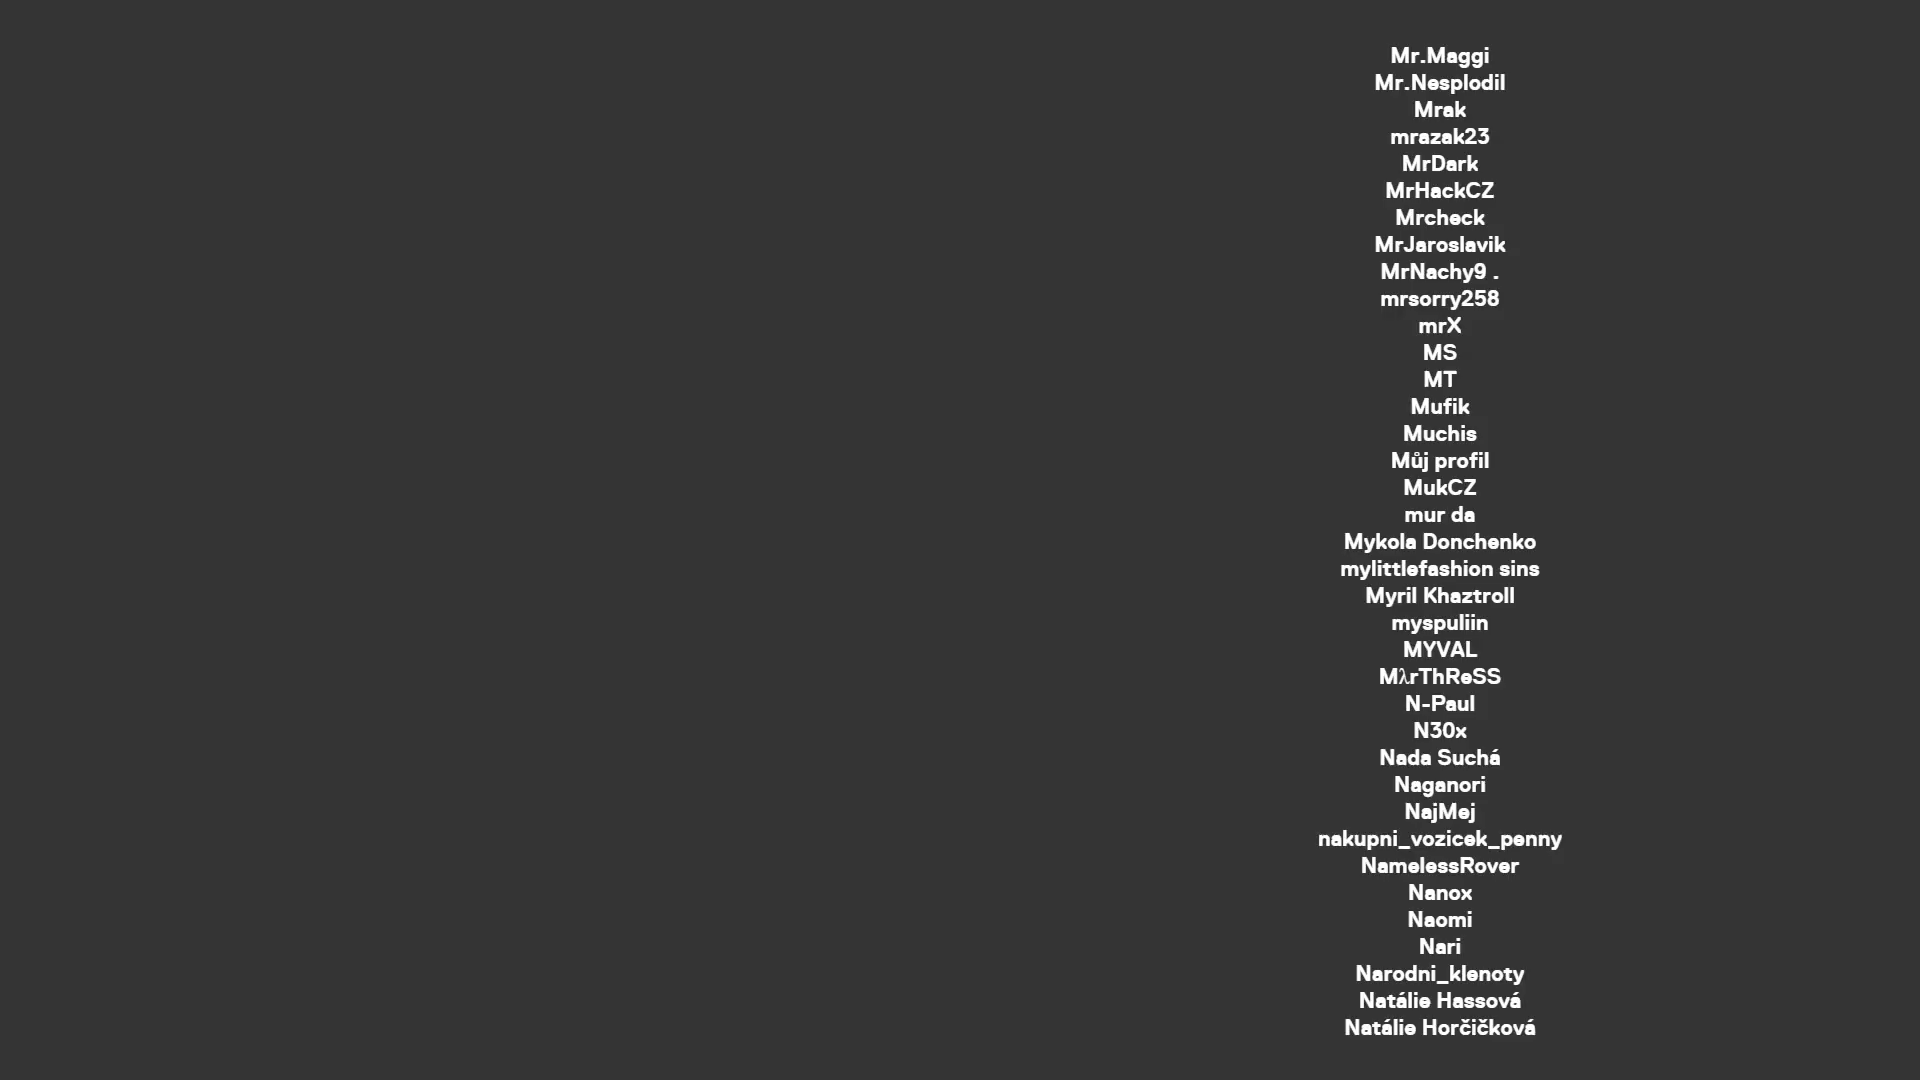 Mr.Maggi
Mr.Nesplodil
Mrak
mrazak23
MrDark
MrHackCZ
Mrcheck
MrJaroslavik
MrNachy9 .
mrsorry258
mrX
MS
MT
Mufik
Muchis
Můj profil
MukCZ
mur da
Mykola Donchenko
mylittlefashion sins
Myril Khaztroll
myspuliin
MYVAL
MλrThReSS
N-Paul
N30x
Nada Suchá
Naganori
NajMej
nakupni_vozicek_penny
NamelessRover
Nanox
Naomi
Nari
Narodni_klenoty
Natálie Hassová
Natálie Horčičková